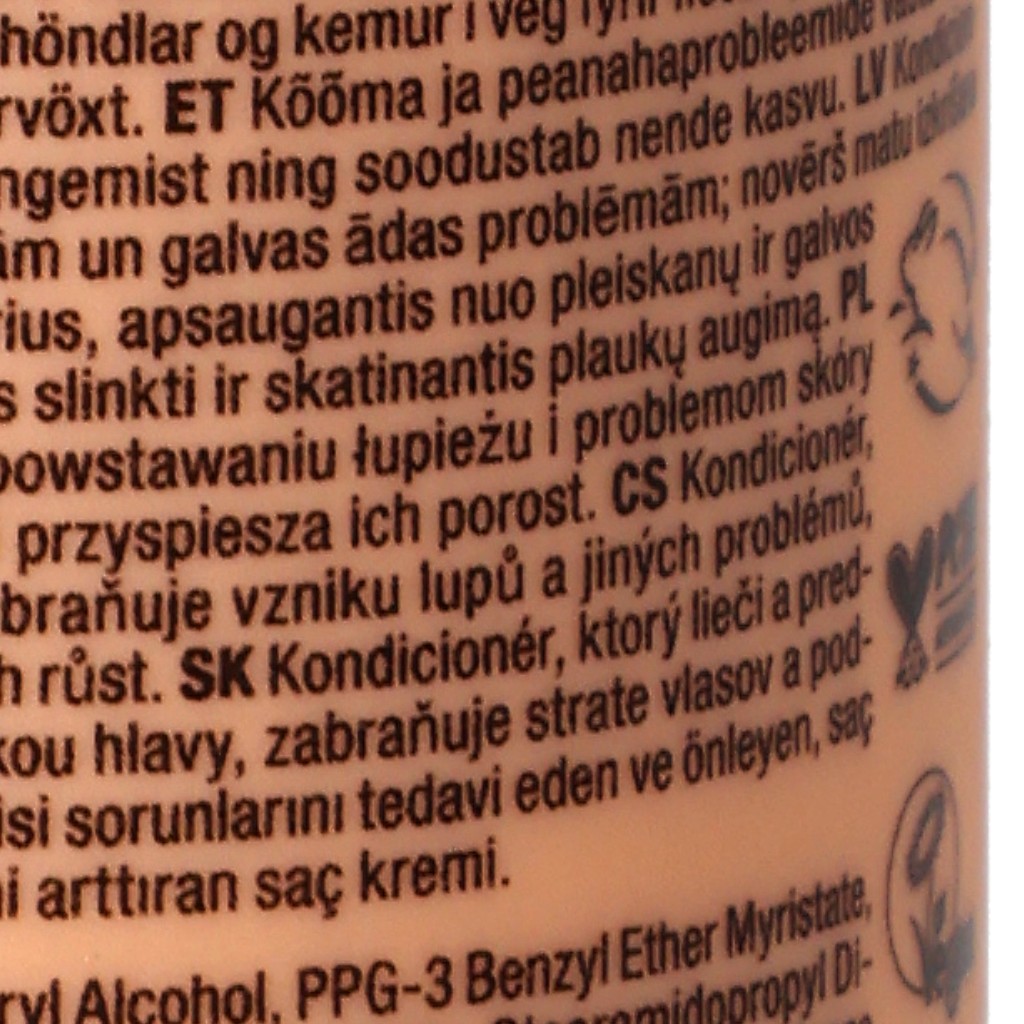 höndlar og kemur í veg fyrir
rvöxt. ET Kõõma ja peanahaprobleemide
ngemist ning soodustab nende kasvu. LV
ām un galvas ādas problēmām; novērš matu
rius, apsaugantis nuo pleiskanų ir galvos
s slinkti ir skatinantis plaukų augimą. PL
powstawaniu łupieżu i problemom skóry
przyspiesza ich porost. CS Kondicionér,
braňuje vzniku lupů a jiných problémů,
h růst. SK Kondicionér, ktorý lieči a pred-
kou hlavy, zabraňuje strate vlasov a pod-
isi sorunlarını tedavi eden ve önleyen, saç
ni arttıran saç kremi.
ryl Alcohol, PPG-3 Benzyl Ether Myristate,
Di-